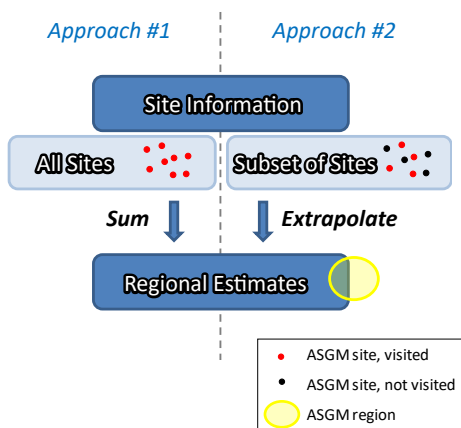 Approach #1
Approach #2
Site Information
All Sites
Subset of Sites
Sum
Extrapolate
Regional Estimates
ASGM site, visited
ASGM site, not visited
ASGM region